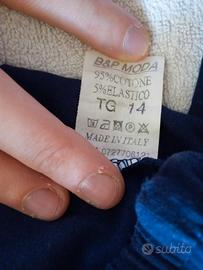 B&P MODA
95%COTONE
5%ELASTICO
TG 14
MADE IN ITALY
subito